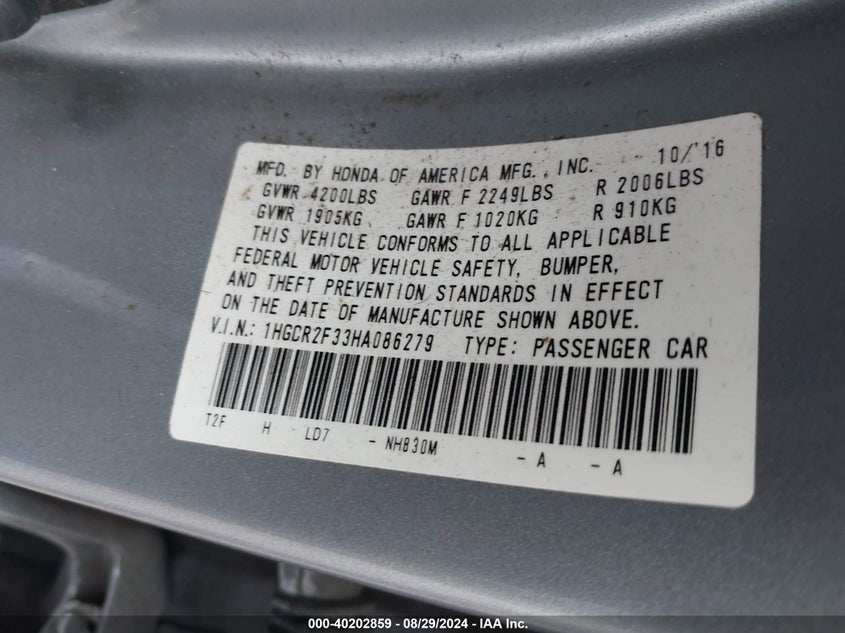 MFD. BY HONDA OF AMERICA MFG., INC. 10/'16
GVWR 4200LBS GAWR F 2249LBS R 2006LBS
GVWR 1905KG GAWR F 1020KG R 910KG
THIS VEHICLE CONFORMS TO ALL APPLICABLE
FEDERAL MOTOR VEHICLE SAFETY, BUMPER,
AND THEFT PREVENTION STANDARDS IN EFFECT
ON THE DATE OF MANUFACTURE SHOWN ABOVE.
V.I.N.: 1HGCR2F33HA086279 TYPE: PASSENGER CAR
T2F H LD7 - NH830M - A - A
000-40202859 - 08/29/2024 - IAA Inc.